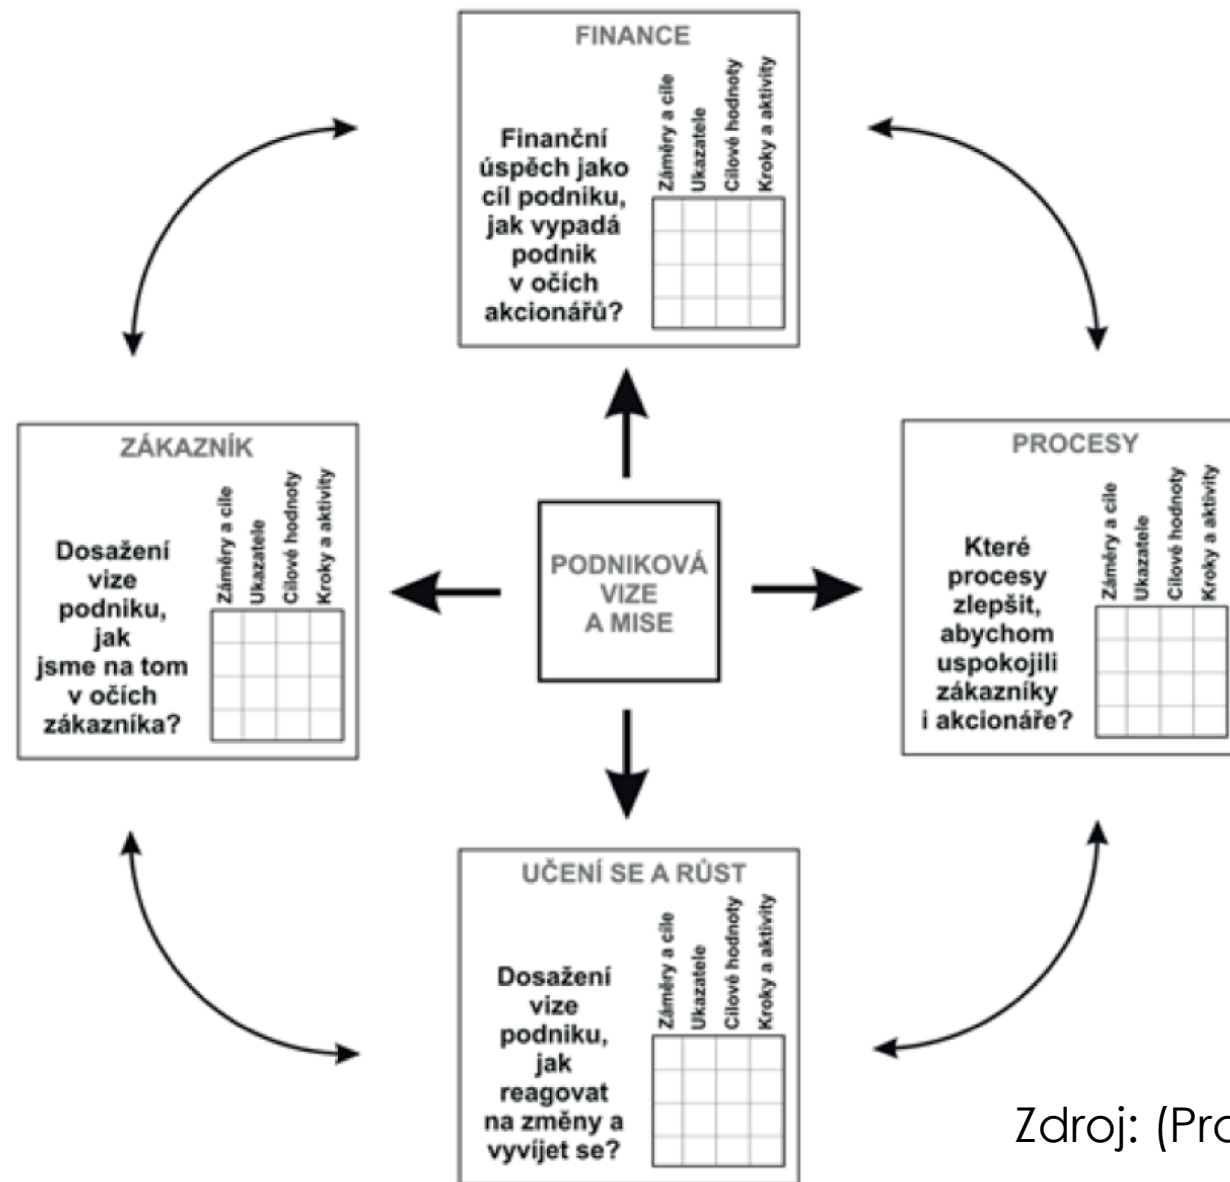 FINANCE
Finanční
úspěch jako
cíl podniku,
jak vypadá
podnik
v očích
akcionářů?
Záměry a cíle
Ukazatele
Cílové hodnoty
Kroky a aktivity
ZÁKAZNÍK
Dosažení
vize
podniku,
jak
jsme na tom
v očích
zákazníka?
Záměry a cíle
Ukazatele
Cílové hodnoty
Kroky a aktivity
PODNIKOVÁ
VIZE
A MISE
PROCESY
Které
procesy
zlepšit,
abychom
uspokojili
zákazníky
i akcionáře?
Záměry a cíle
Ukazatele
Cílové hodnoty
Kroky a aktivity
UČENÍ SE A RŮST
Dosažení
vize
podniku,
jak
reagovat
na změny a
vyvíjet se?
Záměry a cíle
Ukazatele
Cílové hodnoty
Kroky a aktivity
Zdroj: